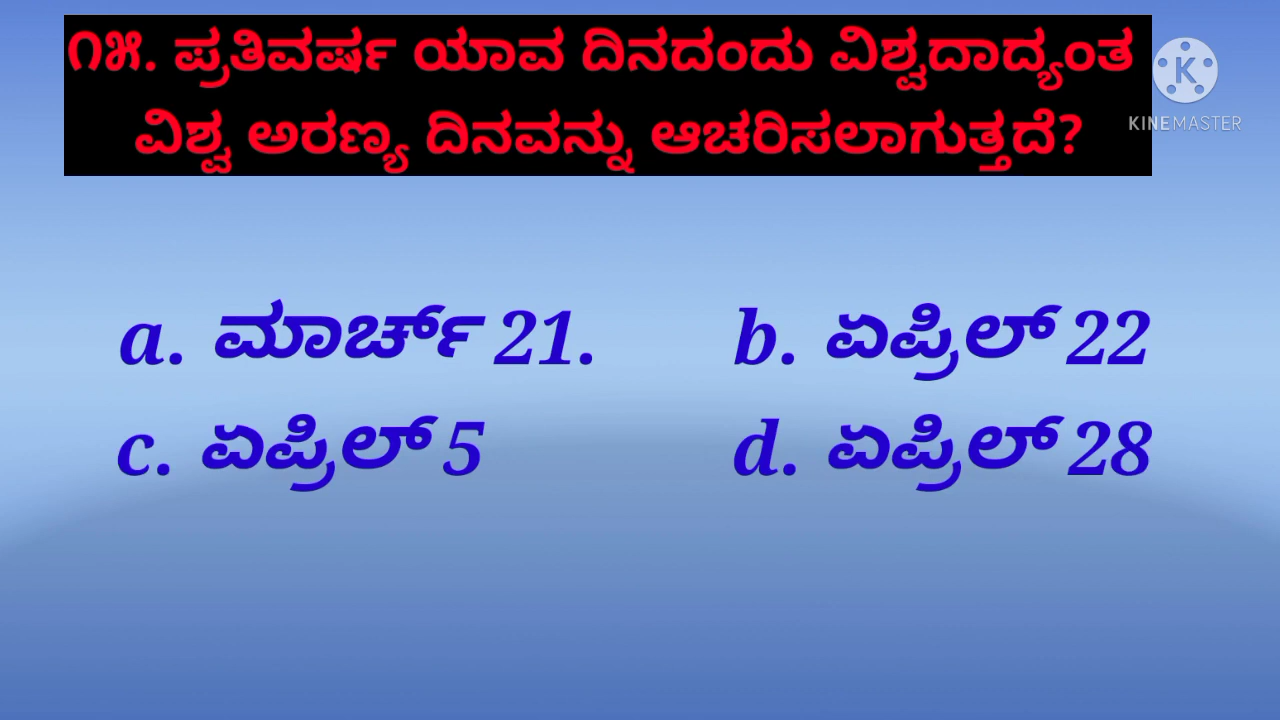 ೧೫. ಪ್ರತಿವರ್ಷ ಯಾವ ದಿನದಂದು ವಿಶ್ವದಾದ್ಯಂತ
ವಿಶ್ವ ಅರಣ್ಯ ದಿನವನ್ನು ಆಚರಿಸಲಾಗುತ್ತದೆ?
K
KINEMASTER
a. ಮಾರ್ಚ್ 21. b. ಏಪ್ರಿಲ್ 22
c. ಏಪ್ರಿಲ್ 5 d. ಏಪ್ರಿಲ್ 28